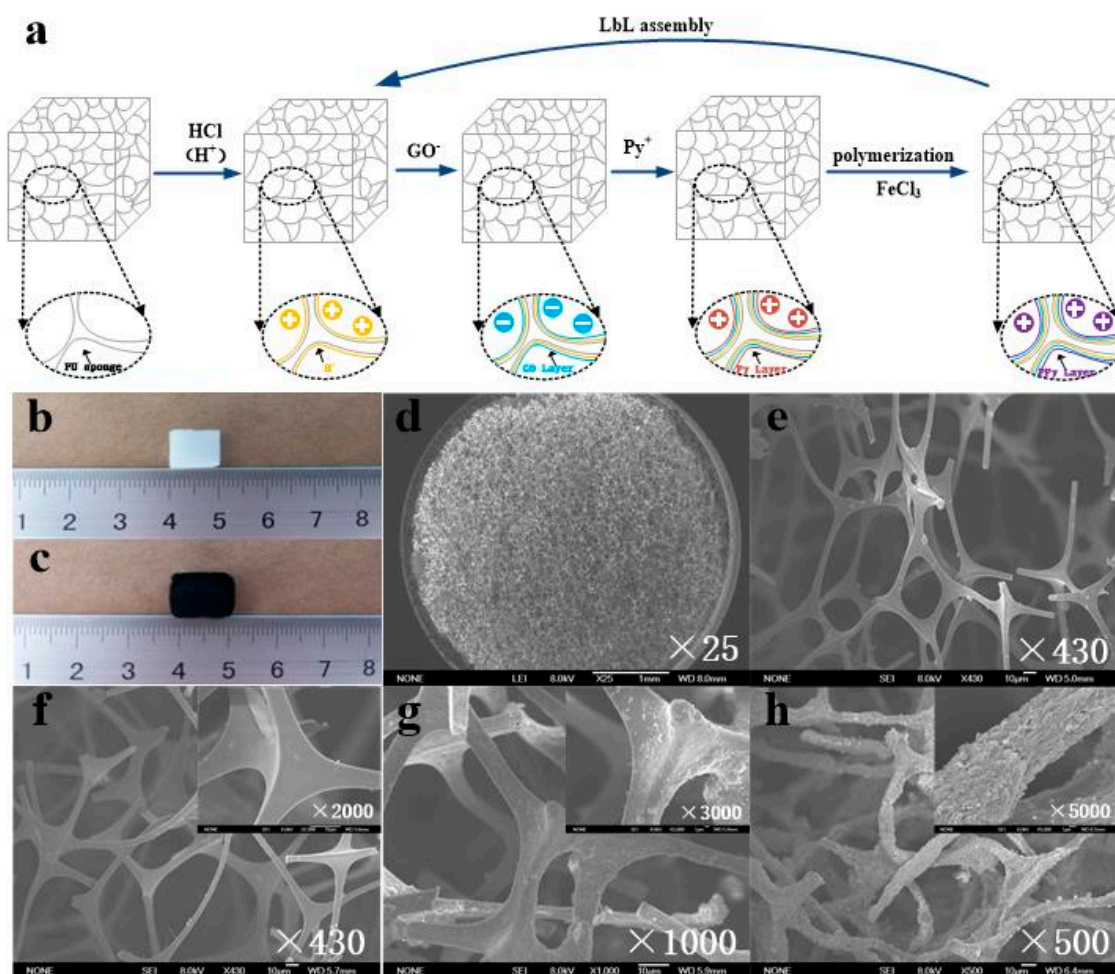 a
LbL assembly
HCl
(H⁺)
GO⁻
Py⁺
polymerization
FeCl₃
PU sponge
H⁺
GO Layer
Py Layer
PPy Layer
b
1 2 3 4 5 6 7 8
c
1 2 3 4 5 6 7 8
d
×25
NONE LEI 8.0kV X25 1mm WD 8.0mm
e
×430
NONE SEI 8.0kV X430 10μm WD 5.0mm
f
×2000
×430
NONE SEI 8.0kV X430 10μm WD 5.7mm
g
×3000
×1000
NONE SEI 8.0kV X1,000 10μm WD 5.9mm
h
×5000
×500
NONE SEI 8.0kV X500 10μm WD 6.4mm